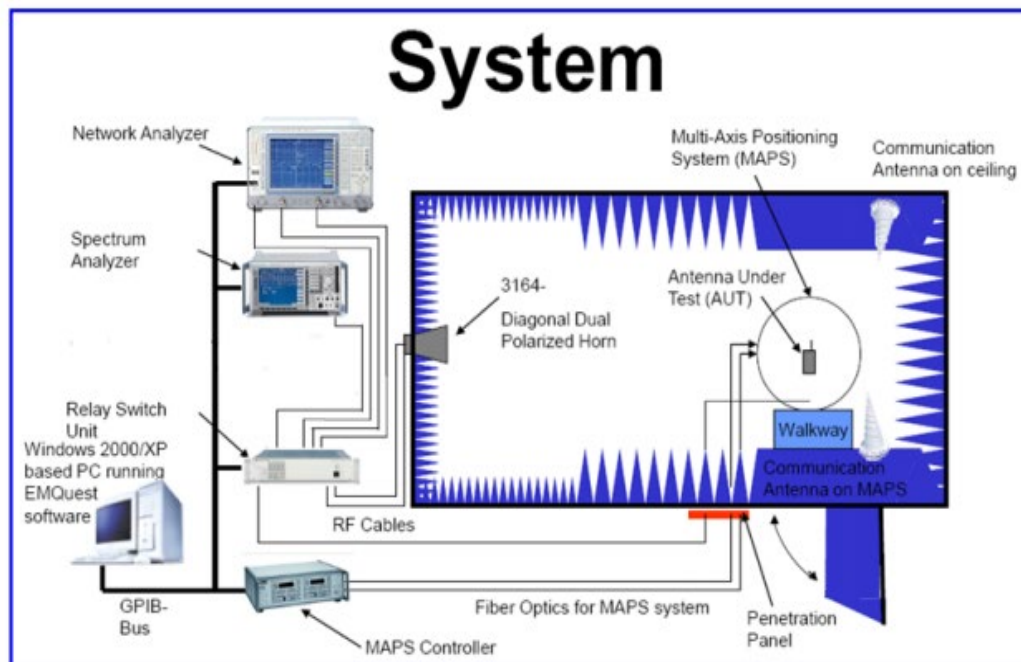 System
Network Analyzer
Multi-Axis Positioning
System (MAPS)
Communication
Antenna on ceiling
Spectrum
Analyzer
3164-
Diagonal Dual
Polarized Horn
Antenna Under
Test (AUT)
Relay Switch
Unit
Windows 2000/XP
based PC running
EMQuest
software
Walkway
Communication
Antenna on MAPS
RF Cables
GPIB-
Bus
MAPS Controller
Fiber Optics for MAPS system
Penetration
Panel